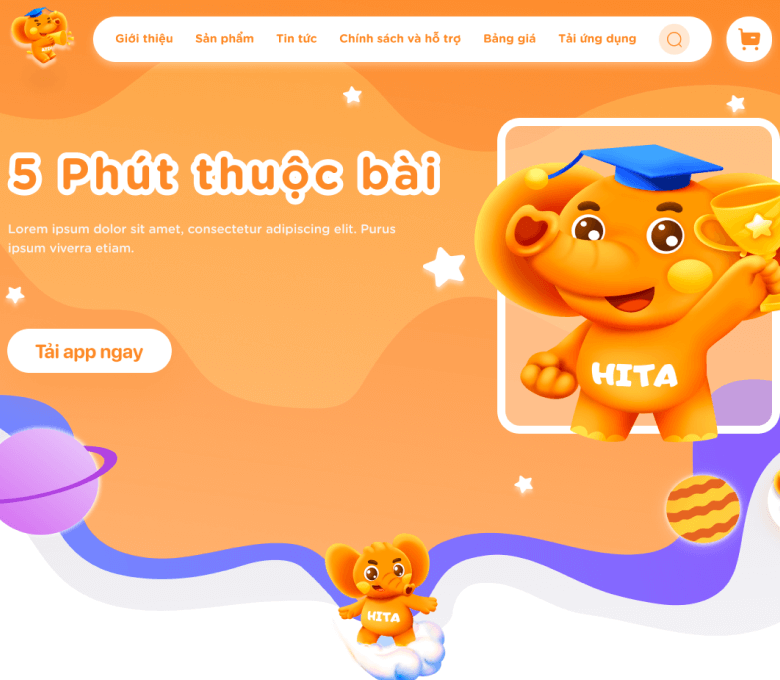 Giới thiệu Sản phẩm Tin tức Chính sách và hỗ trợ Bảng giá Tải ứng dụng
5 Phút thuộc bài
Lorem ipsum dolor sit amet, consectetur adipiscing elit. Purus
ipsum viverra etiam.
Tải app ngay
HITA
HITA